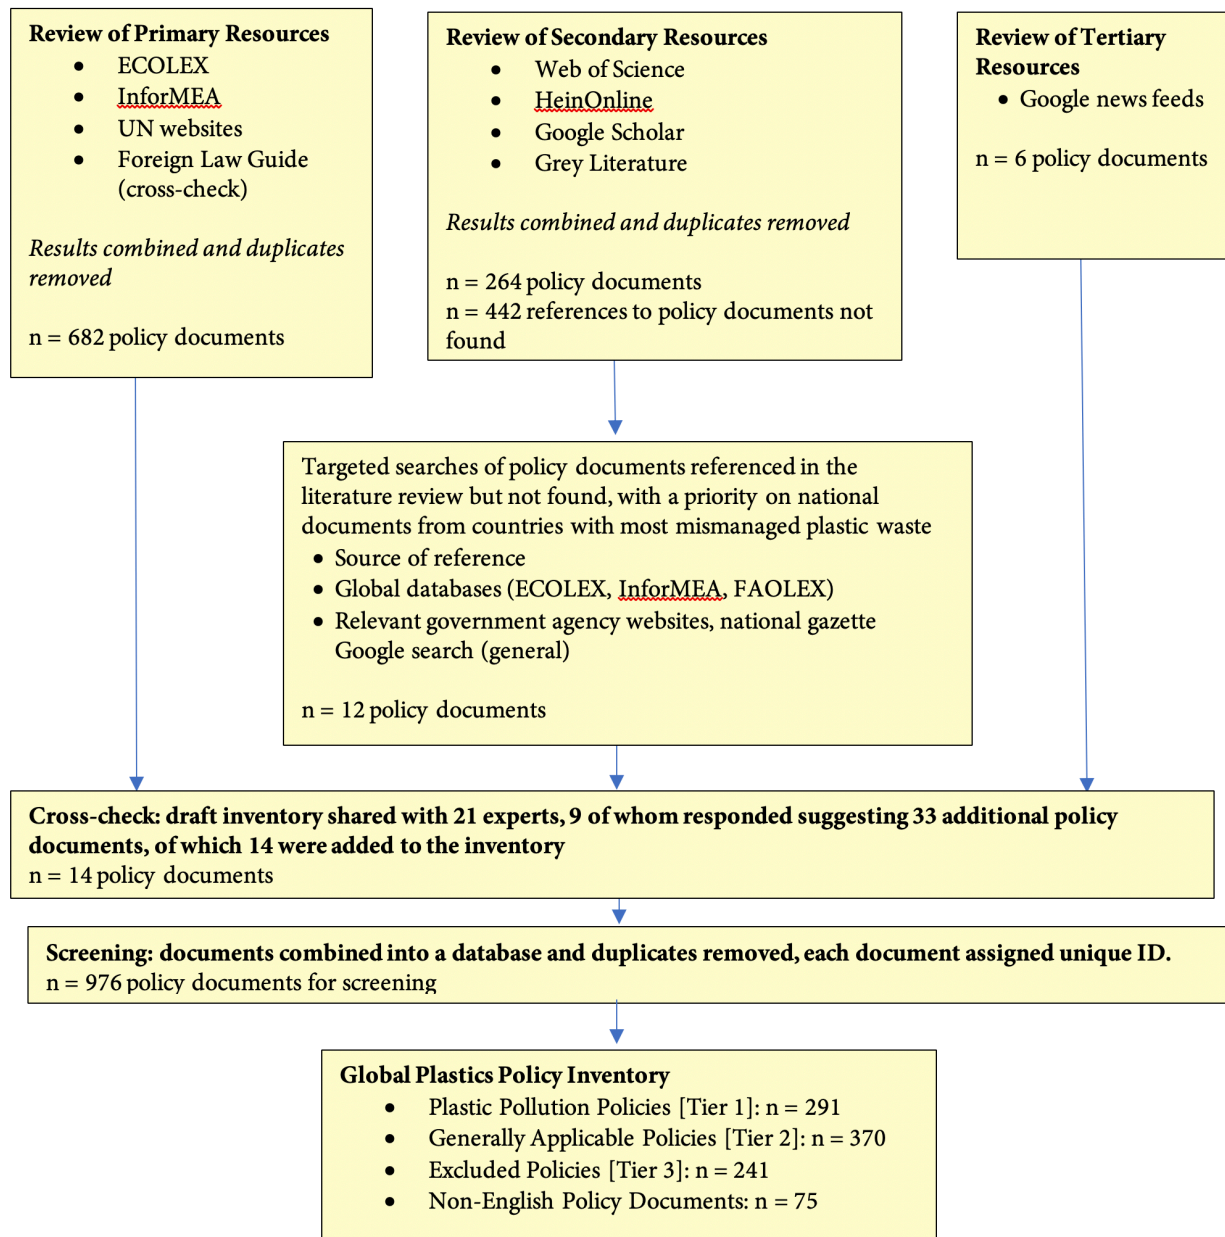 Review of Primary Resources
• ECOLEX
• InforMEA
• UN websites
• Foreign Law Guide
(cross-check)
Results combined and duplicates
removed
n = 682 policy documents
Review of Secondary Resources
• Web of Science
• HeinOnline
• Google Scholar
• Grey Literature
Results combined and duplicates removed
n = 264 policy documents
n = 442 references to policy documents not
found
Review of Tertiary
Resources
• Google news feeds
n = 6 policy documents
Targeted searches of policy documents referenced in the
literature review but not found, with a priority on national
documents from countries with most mismanaged plastic waste
• Source of reference
• Global databases (ECOLEX, InforMEA, FAOLEX)
• Relevant government agency websites, national gazette
Google search (general)
n = 12 policy documents
Cross-check: draft inventory shared with 21 experts, 9 of whom responded suggesting 33 additional policy
documents, of which 14 were added to the inventory
n = 14 policy documents
Screening: documents combined into a database and duplicates removed, each document assigned unique ID.
n = 976 policy documents for screening
Global Plastics Policy Inventory
• Plastic Pollution Policies [Tier 1]: n = 291
• Generally Applicable Policies [Tier 2]: n = 370
• Excluded Policies [Tier 3]: n = 241
• Non-English Policy Documents: n = 75